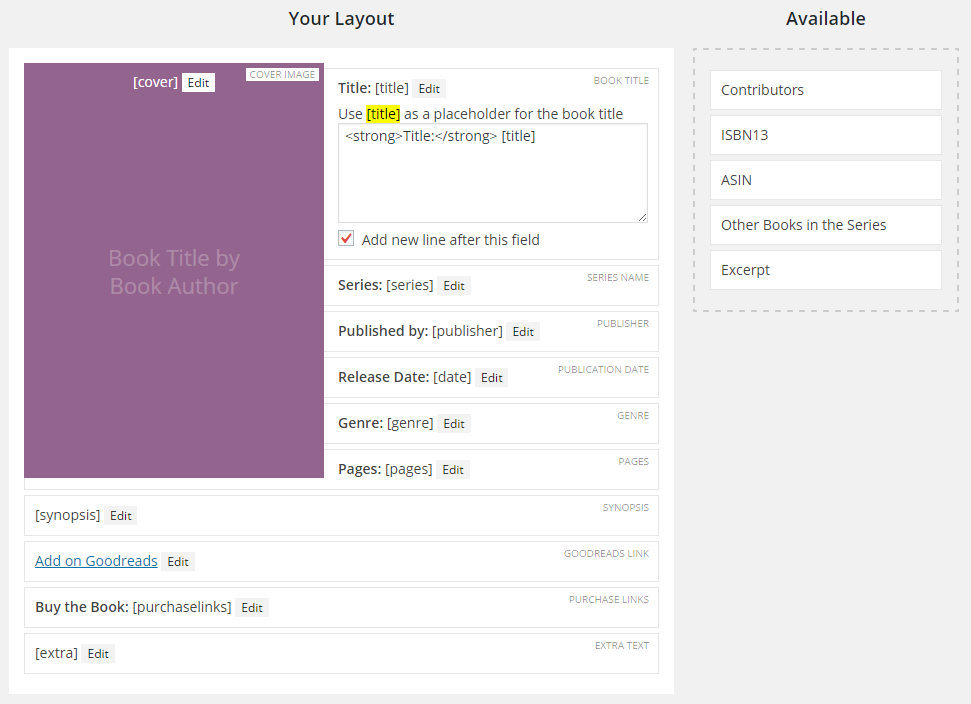 Your Layout
[cover] Edit
COVER IMAGE
Book Title by
Book Author
BOOK TITLE
Title: [title] Edit
Use [title] as a placeholder for the book title
<strong>Title:</strong> [title]
Add new line after this field
Series: [series] Edit
SERIES NAME
Published by: [publisher] Edit
PUBLISHER
Release Date: [date] Edit
PUBLICATION DATE
Genre: [genre] Edit
GENRE
Pages: [pages] Edit
PAGES
[synopsis] Edit
SYNOPSIS
Add on Goodreads Edit
GOODREADS LINK
Buy the Book: [purchaselinks] Edit
PURCHASE LINKS
[extra] Edit
EXTRA TEXT
Available
Contributors
ISBN13
ASIN
Other Books in the Series
Excerpt